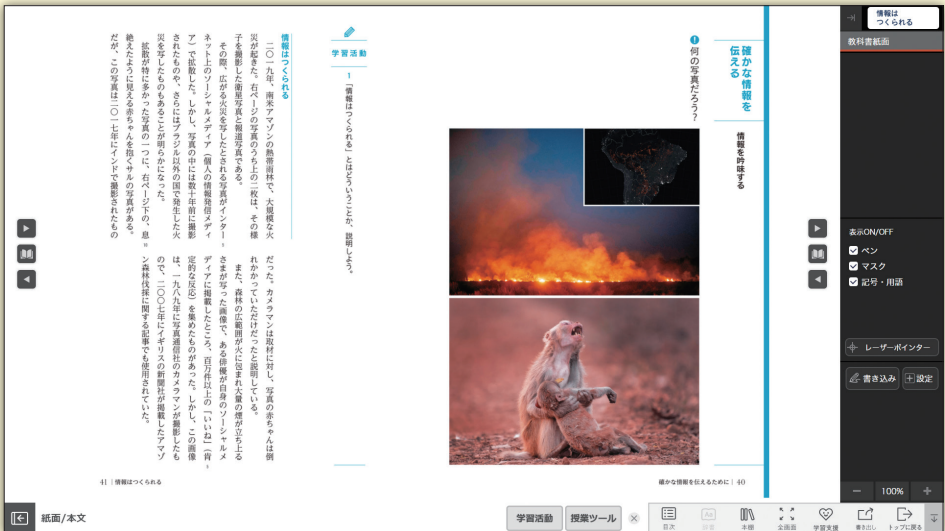 情報は
つくられる
教科書紙面
確かな情報を
伝える
情報を吟味する
何の写真だろう？
学習活動
1 「情報はつくられる」とはどういうことか、説明しよう。
情報はつくられる
二〇一九年、南米アマゾンの熱帯雨林で、大規模な火
災が起きた。右ページの写真のうち上の二枚は、その様
子を撮影した衛星写真と報道写真である。
その際、広がる火災を写したとされる写真がインター
ネット上のソーシャルメディア（個人の情報発信メディ
ア）で拡散した。しかし、写真の中には数十年前に撮影
されたものや、さらにはブラジル以外の国で発生した火
災を写したものもあることが明らかになった。
拡散が特に多かった写真の一つに、右ページ下の、息
絶えたように見える赤ちゃんを抱くサルの写真がある。
だが、この写真は二〇一七年にインドで撮影されたもの
5
10
だった。カメラマンは取材に対し、写真の赤ちゃんは倒
れかかっていただけだったと説明している。
また、森林の広範囲が火に包まれ大量の煙が立ち上る
さまが写った画像で、ある俳優が自身のソーシャルメ
ディアに掲載したところ、百万件以上の「いいね」（肯
定的な反応）を集めたものがあった。しかし、この画像
は、一九八九年に写真通信社のカメラマンが撮影したも
ので、二〇〇七年にイギリスの新聞社が掲載したアマゾ
ン森林伐採に関する記事でも使用されていた。
5
41 | 情報はつくられる
確かな情報を伝えるために | 40
表示ON/OFF
ペン
マスク
記号・用語
レーザーポインター
書き込み
設定
100%
紙面/本文
学習活動
授業ツール
目次
本棚
全画面
学習支援
書き出し
トップに戻る